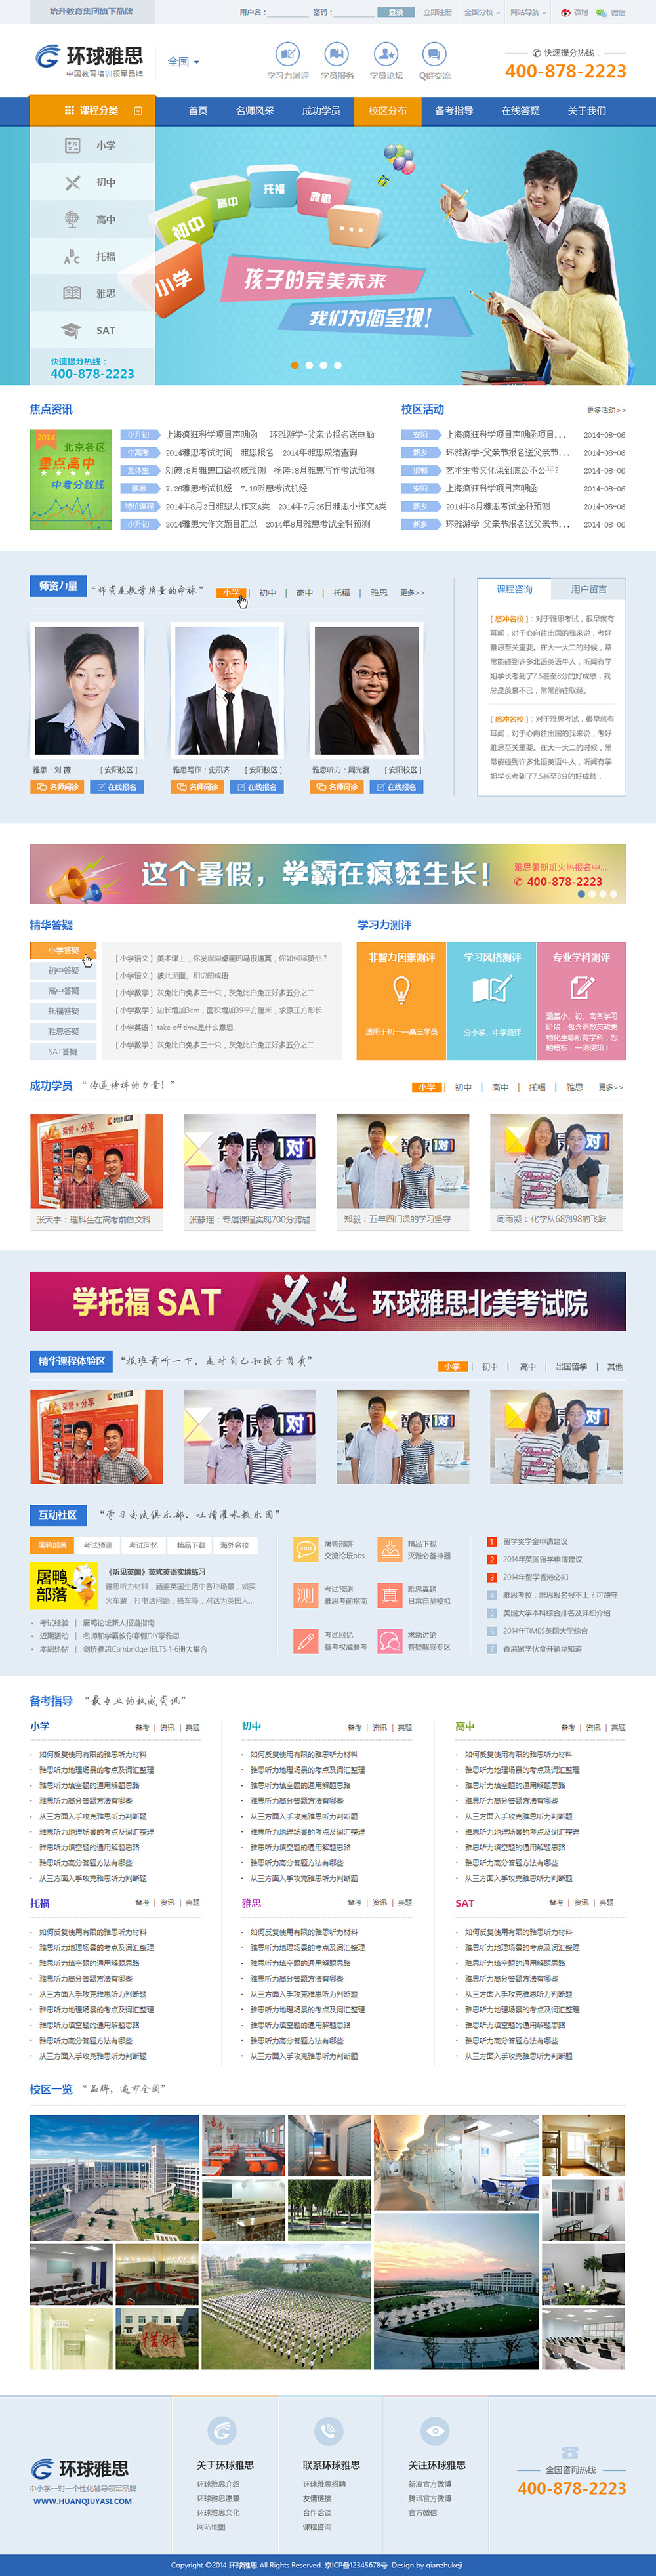 培升教育集团旗下品牌 用户名: 密码: 登录 立即注册 全国分校 网站导航 微博 微信
环球雅思
中国教育培训领军品牌
全国
学习力测评 学员服务 学员论坛 Q群交流
快速提分热线：
400-878-2223
课程分类 首页 名师风采 成功学员 校区分布 备考指导 在线答疑 关于我们
小学
初中
高中
托福
雅思
SAT
快速提分热线：
400-878-2223
小学 初中 高中 托福 雅思 ...
孩子的完美未来
我们为您呈现!
焦点资讯
2014
北京各区
重点高中
中考分数线
小升初 上海疯狂科学项目声明函 环雅游学-父亲节报名送电脑
中高考 2014雅思考试时间 雅思报名 2014年雅思成绩查询
艺体生 刘薇:8月雅思口语权威预测 杨涛:8月雅思写作考试预测
雅思 7.26雅思考试机经 7.19雅思考试机经
特价课程 2014年8月2日雅思大作文A类 2014年7月26日雅思小作文A类
小升初 2014雅思大作文题目汇总 2014年8月雅思考试全科预测
校区活动 更多活动>>
安阳 上海疯狂科学项目声明函项目... 2014-08-06
新乡 环雅游学-父亲节报名送父亲节... 2014-08-06
邯郸 艺术生考文化课到底公不公平? 2014-08-06
安阳 上海疯狂科学项目声明函 2014-08-06
新乡 2014年8月雅思考试全科预测 2014-08-06
新乡 环雅游学-父亲节报名送父亲节... 2014-08-06
师资力量 “师资是教学质量的命脉” 小学 | 初中 | 高中 | 托福 | 雅思 更多>>
雅思：刘 薇 [ 安阳校区 ]
名师问诊 在线报名
雅思写作：史宗齐 [ 安阳校区 ]
名师问诊 在线报名
雅思听力：周光磊 [ 安阳校区 ]
名师问诊 在线报名
课程咨询 用户留言
[ 怒冲名校 ]：对于雅思考试，很早就有
耳闻，对于心向往出国的我来说，考好
雅思至关重要。在大一大二的时候，常
常能碰到许多北语英语牛人，听闻有学
姐学长考到了7.5甚至8分的好成绩，我
总是羡慕不已，常常前往取经。
[ 怒冲名校 ]：对于雅思考试，很早就有
耳闻，对于心向往出国的我来说，考好
雅思至关重要。在大一大二的时候，常
常能碰到许多北语英语牛人，听闻有学
姐学长考到了7.5甚至8分的好成绩，
这个暑假，学霸在疯狂生长！
雅思暑期班火热报名中...
400-878-2223
精华答疑
小学答疑
初中答疑
高中答疑
托福答疑
雅思答疑
SAT答疑
[ 小学语文 ] 美术课上，你发现同桌画的马很逼真，你如何称赞他？
[ 小学语文 ] 彼此见面、相识的成语
[ 小学数学 ] 灰兔比白兔多三十只，灰兔比白兔正好多五分之二 ...
[ 小学数学 ] 边长增加3cm，面积增加39平方厘米，求原正方形长.
[ 小学英语 ] take off time是什么意思
[ 小学数学 ] 灰兔比白兔多三十只，灰兔比白兔正好多五分之二 ...
学习力测评
非智力因素测评
适用于初一—高三学员
学习风格测评
分小学、中学测评
专业学科测评
涵盖小、初、高各学习
阶段，包含语数英政史
物化生等所有学科，您
的短板，一测便知！
成功学员 “传递榜样的力量！” 小学 | 初中 | 高中 | 托福 | 雅思 更多>>
张天宇：理科生在高考前做文科
张静瑶：专属课程实现700分跨越
郑毅：五年四门课的学习坚守
周雨凝：化学从68到98的飞跃
学托福 SAT 必选 环球雅思北美考试院
精华课程体验区 “报班前听一下，是对自己和孩子负责” 小学 | 初中 | 高中 | 出国留学 | 其他
互动社区 “学习交流俱乐部、吐槽灌水欢乐园”
屠鸭部落 考试预测 考试回忆 精品下载 海外名校
屠鸭
部落
《听见英国》英式英语实境练习
雅思听力材料，涵盖英国生活中各种场景，如买
火车票，打电话问路，搭车等，对话为英国人...
• 考试经验 | 屠鸭论坛新人报道指南
• 近期活动 | 名师和学霸教你寒假DIY学雅思
• 本周热帖 | 剑桥雅思Cambridge IELTS 1-6册大集合
屠鸭部落
交流论坛bbs
精品下载
灭雅必备神器
测 考试预测
雅思考前指南
真 雅思真题
日常自测模拟
考试回忆
备考权威参考
求助讨论
答疑解惑专区
1 留学奖学金申请建议
2 2014年英国留学申请建议
3 2014年留学香港必知
4 雅思考位：雅思报名报不上？可蹲守
5 美国大学本科综合排名及详细介绍
6 2014年TIMES英国大学综合
7 香港留学伙食开销早知道
备考指导 “最专业的权威资讯”
小学 备考 | 资讯 | 真题
• 如何反复使用有限的雅思听力材料
• 雅思听力地理场景的考点及词汇整理
• 雅思听力填空题的通用解题思路
• 雅思听力高分答题方法有哪些
• 从三方面入手攻克雅思听力判断题
• 雅思听力地理场景的考点及词汇整理
• 雅思听力填空题的通用解题思路
• 雅思听力高分答题方法有哪些
• 从三方面入手攻克雅思听力判断题
初中 备考 | 资讯 | 真题
• 如何反复使用有限的雅思听力材料
• 雅思听力地理场景的考点及词汇整理
• 雅思听力填空题的通用解题思路
• 雅思听力高分答题方法有哪些
• 从三方面入手攻克雅思听力判断题
• 雅思听力地理场景的考点及词汇整理
• 雅思听力填空题的通用解题思路
• 雅思听力高分答题方法有哪些
• 从三方面入手攻克雅思听力判断题
高中 备考 | 资讯 | 真题
• 如何反复使用有限的雅思听力材料
• 雅思听力地理场景的考点及词汇整理
• 雅思听力填空题的通用解题思路
• 雅思听力高分答题方法有哪些
• 从三方面入手攻克雅思听力判断题
• 雅思听力地理场景的考点及词汇整理
• 雅思听力填空题的通用解题思路
• 雅思听力高分答题方法有哪些
• 从三方面入手攻克雅思听力判断题
托福 备考 | 资讯 | 真题
• 如何反复使用有限的雅思听力材料
• 雅思听力地理场景的考点及词汇整理
• 雅思听力填空题的通用解题思路
• 雅思听力高分答题方法有哪些
• 从三方面入手攻克雅思听力判断题
• 雅思听力地理场景的考点及词汇整理
• 雅思听力填空题的通用解题思路
• 雅思听力高分答题方法有哪些
• 从三方面入手攻克雅思听力判断题
雅思 备考 | 资讯 | 真题
• 如何反复使用有限的雅思听力材料
• 雅思听力地理场景的考点及词汇整理
• 雅思听力填空题的通用解题思路
• 雅思听力高分答题方法有哪些
• 从三方面入手攻克雅思听力判断题
• 雅思听力地理场景的考点及词汇整理
• 雅思听力填空题的通用解题思路
• 雅思听力高分答题方法有哪些
• 从三方面入手攻克雅思听力判断题
SAT 备考 | 资讯 | 真题
• 如何反复使用有限的雅思听力材料
• 雅思听力地理场景的考点及词汇整理
• 雅思听力填空题的通用解题思路
• 雅思听力高分答题方法有哪些
• 从三方面入手攻克雅思听力判断题
• 雅思听力地理场景的考点及词汇整理
• 雅思听力填空题的通用解题思路
• 雅思听力高分答题方法有哪些
• 从三方面入手攻克雅思听力判断题
校区一览 “品牌，遍布全国”
环球雅思
中小学一对一个性化辅导领军品牌
WWW.HUANQIUYASI.COM
关于环球雅思
环球雅思介绍
环球雅思愿景
环球雅思文化
网站地图
联系环球雅思
环球雅思招聘
友情链接
合作洽谈
课程咨询
关注环球雅思
新浪官方微博
腾讯官方微博
官方微信
全国咨询热线
400-878-2223
Copyright ©2014 环球雅思 All Rights Reserved. 京ICP备12345678号 Design by qianzhukeji